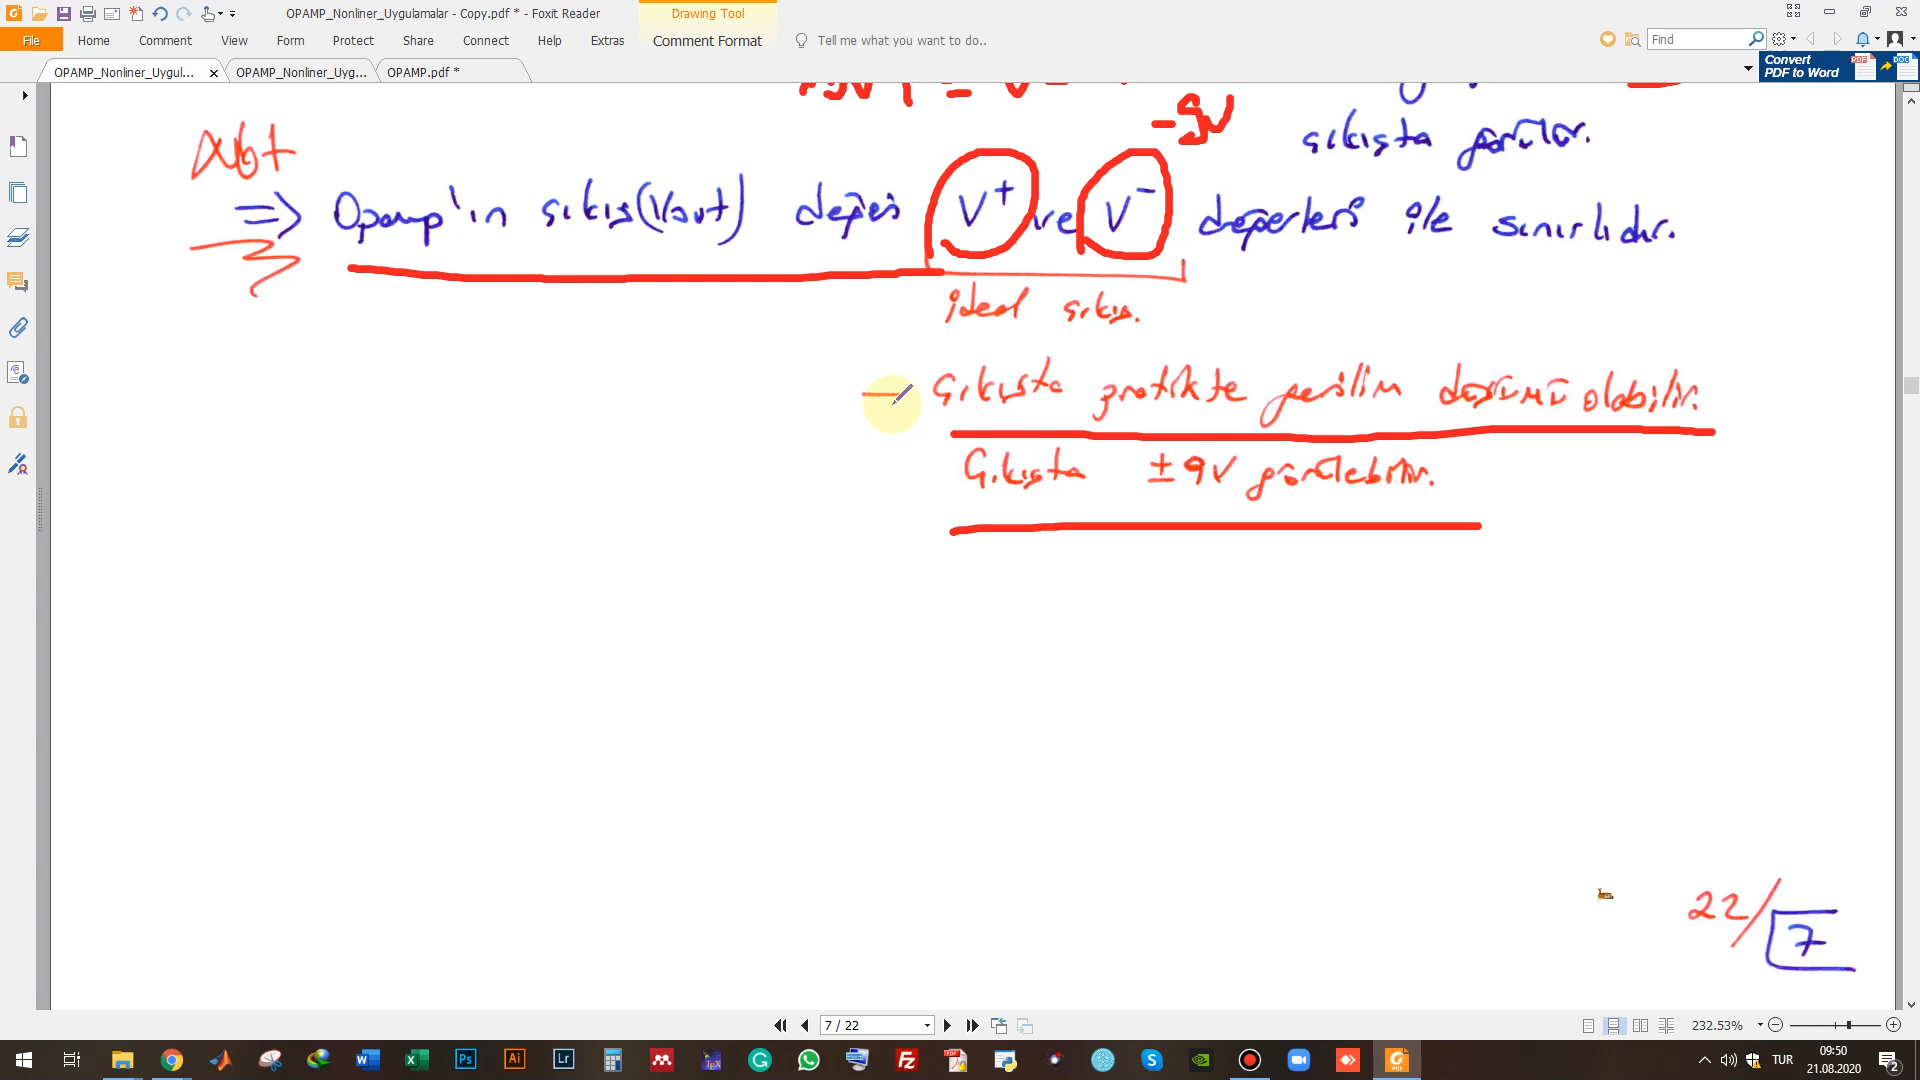 OPAMP_Nonliner_Uygulamalar - Copy.pdf * - Foxit Reader
Drawing Tool
File Home Comment View Form Protect Share Connect Help Extras Comment Format Tell me what you want to do.. Find
OPAMP_Nonliner_Uygul... OPAMP_Nonliner_Uyg... OPAMP.pdf * Convert PDF to Word
-9V
çıkışta görülür.
Not
=> Opamp'ın çıkış(Vout) değeri V+ ve V- değerleri ile sınırlıdır.
ideal çıkış.
- Çıkışta pratikte gerilim düşümü olabilir.
Çıkışta ±9V görülebilir.
22/7
7 / 22
232.53%
TUR
09:50
21.08.2020
2